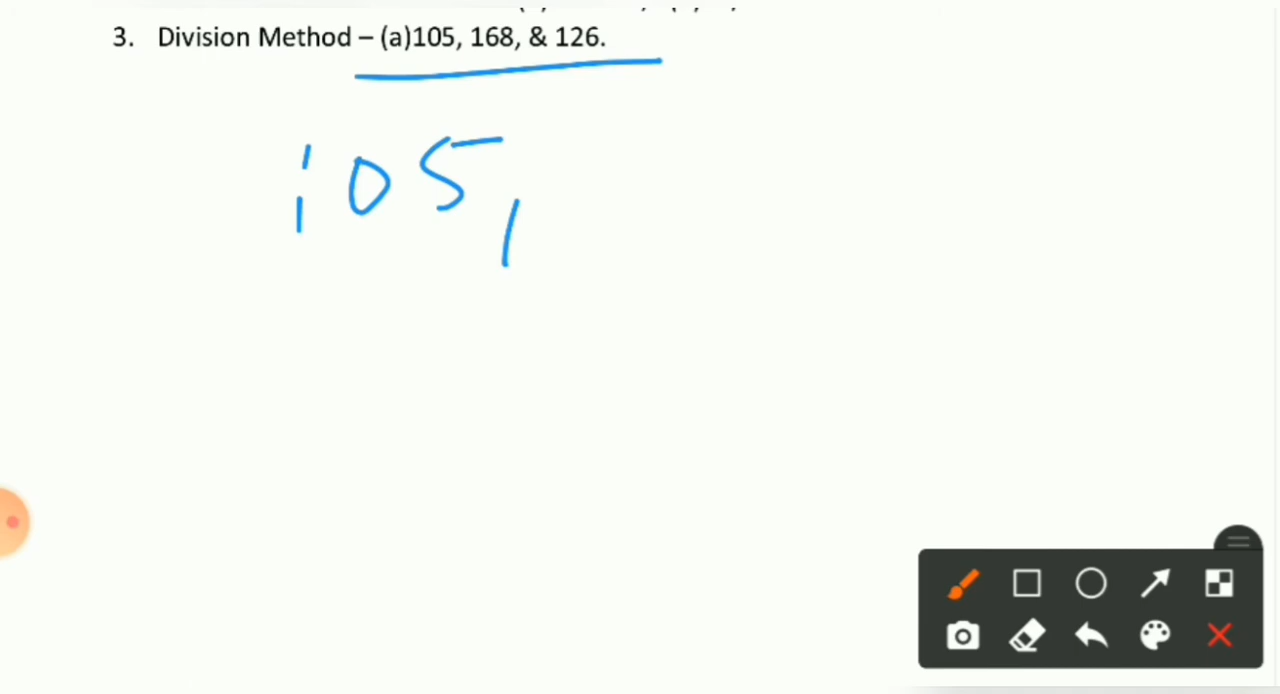 3. Division Method – (a)105, 168, & 126.
105,